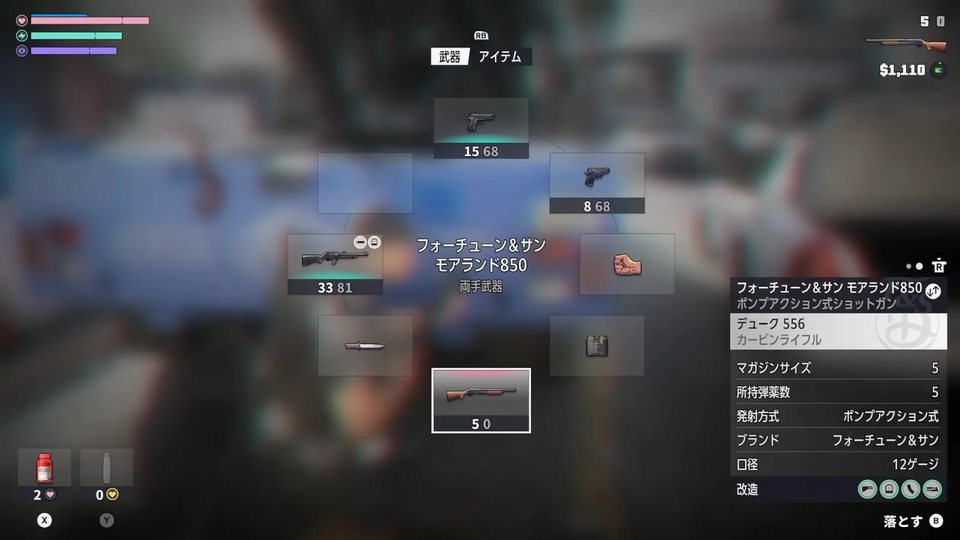 RB
武器 アイテム
5 0
$1,110
15 68
8 68
33 81
フォーチューン&サン
モアランド850
両手武器
5 0
R
フォーチューン&サン モアランド850
ポンプアクション式ショットガン
デューク 556
カービンライフル
マガジンサイズ 5
所持弾薬数 5
発射方式 ポンプアクション式
ブランド フォーチューン&サン
口径 12ゲージ
改造
2
0
X
Y
落とす B